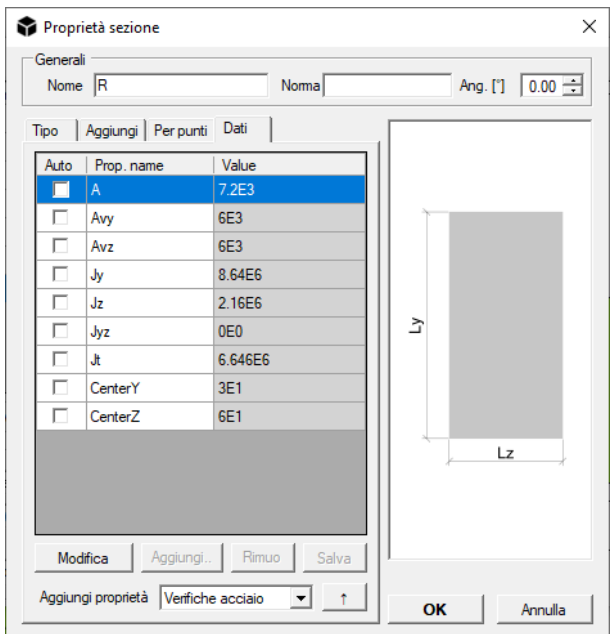 Proprietà sezione
Generali
Nome R Norma Ang. [°] 0.00
Tipo Aggiungi Per punti Dati
Auto Prop. name Value
A 7.2E3
Avy 6E3
Avz 6E3
Jy 8.64E6
Jz 2.16E6
Jyz 0E0
Jt 6.646E6
CenterY 3E1
CenterZ 6E1
Ly
Lz
Modifica Aggiungi.. Rimuo Salva
Aggiungi proprietà Verifiche acciaio ↑
OK Annulla